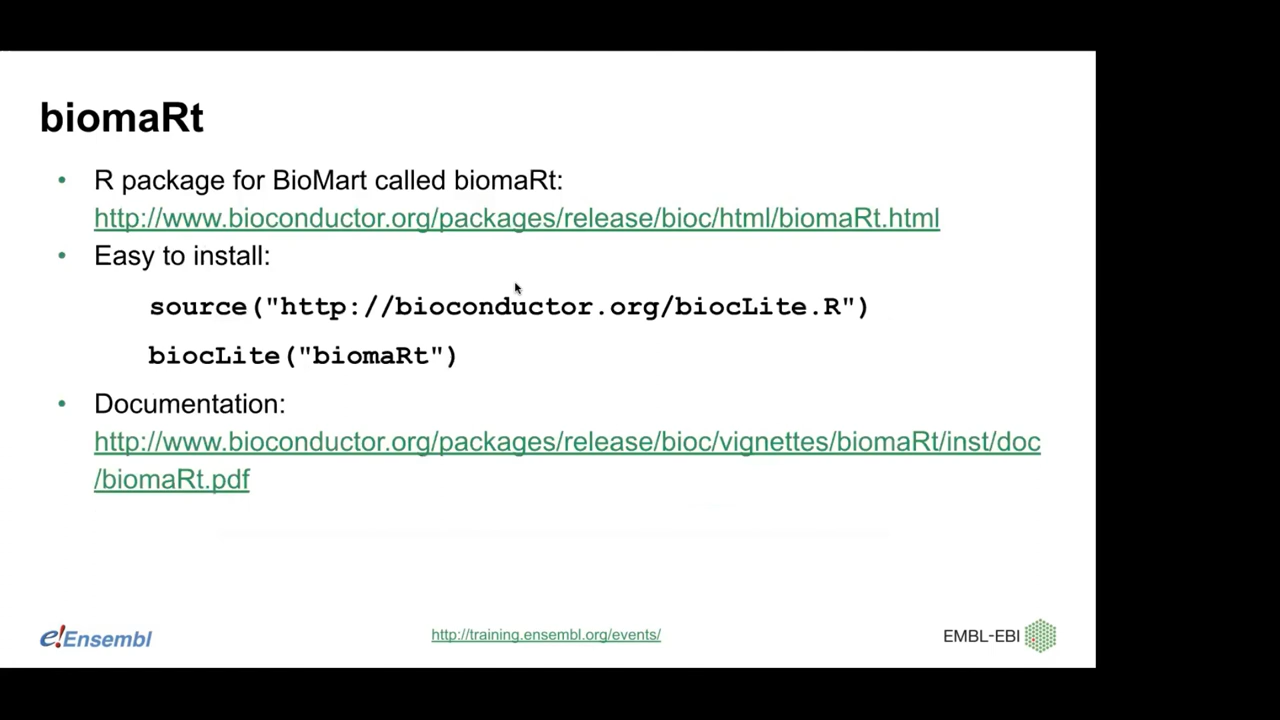 biomaRt
• R package for BioMart called biomaRt:
http://www.bioconductor.org/packages/release/bioc/html/biomaRt.html
• Easy to install:
source("http://bioconductor.org/biocLite.R")
biocLite("biomaRt")
• Documentation:
http://www.bioconductor.org/packages/release/bioc/vignettes/biomaRt/inst/doc
/biomaRt.pdf
e!Ensembl
http://training.ensembl.org/events/
EMBL-EBI